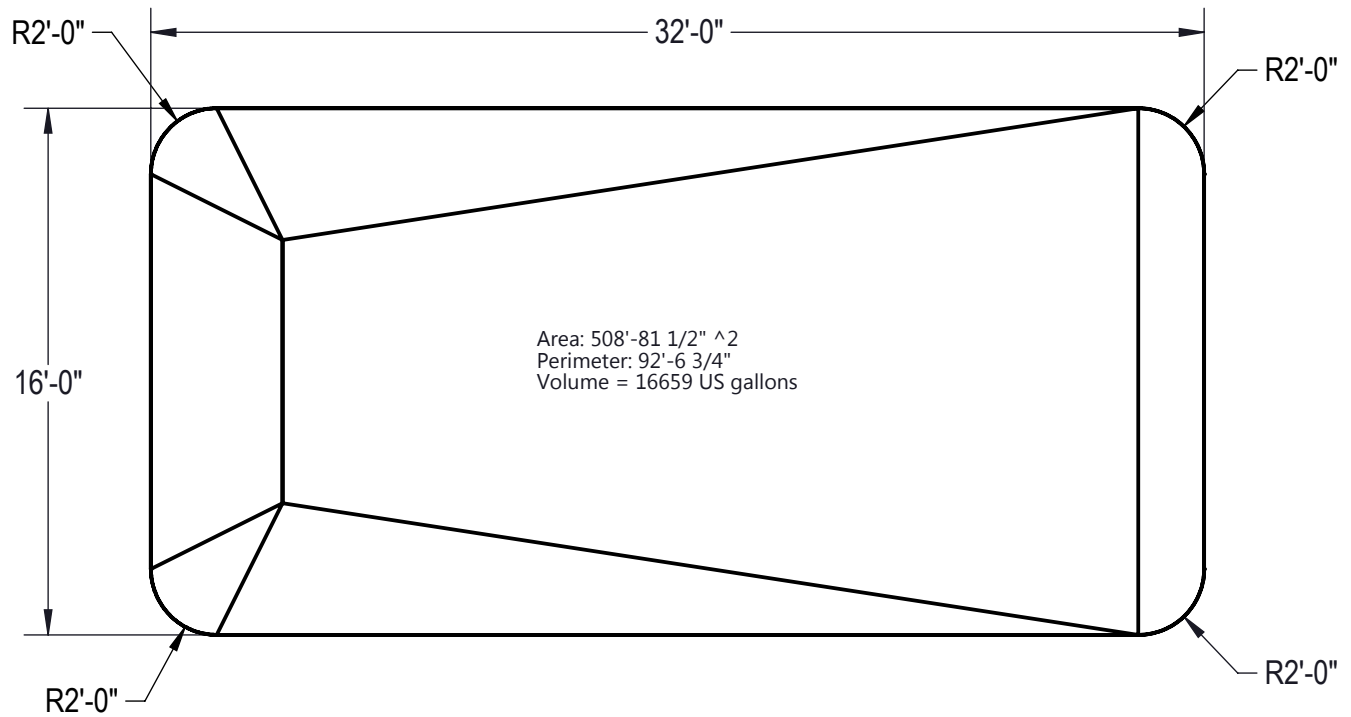 R2'-0"
32'-0"
R2'-0"
16'-0"
Area: 508'-81 1/2" ^2
Perimeter: 92'-6 3/4"
Volume = 16659 US gallons
R2'-0"
R2'-0"